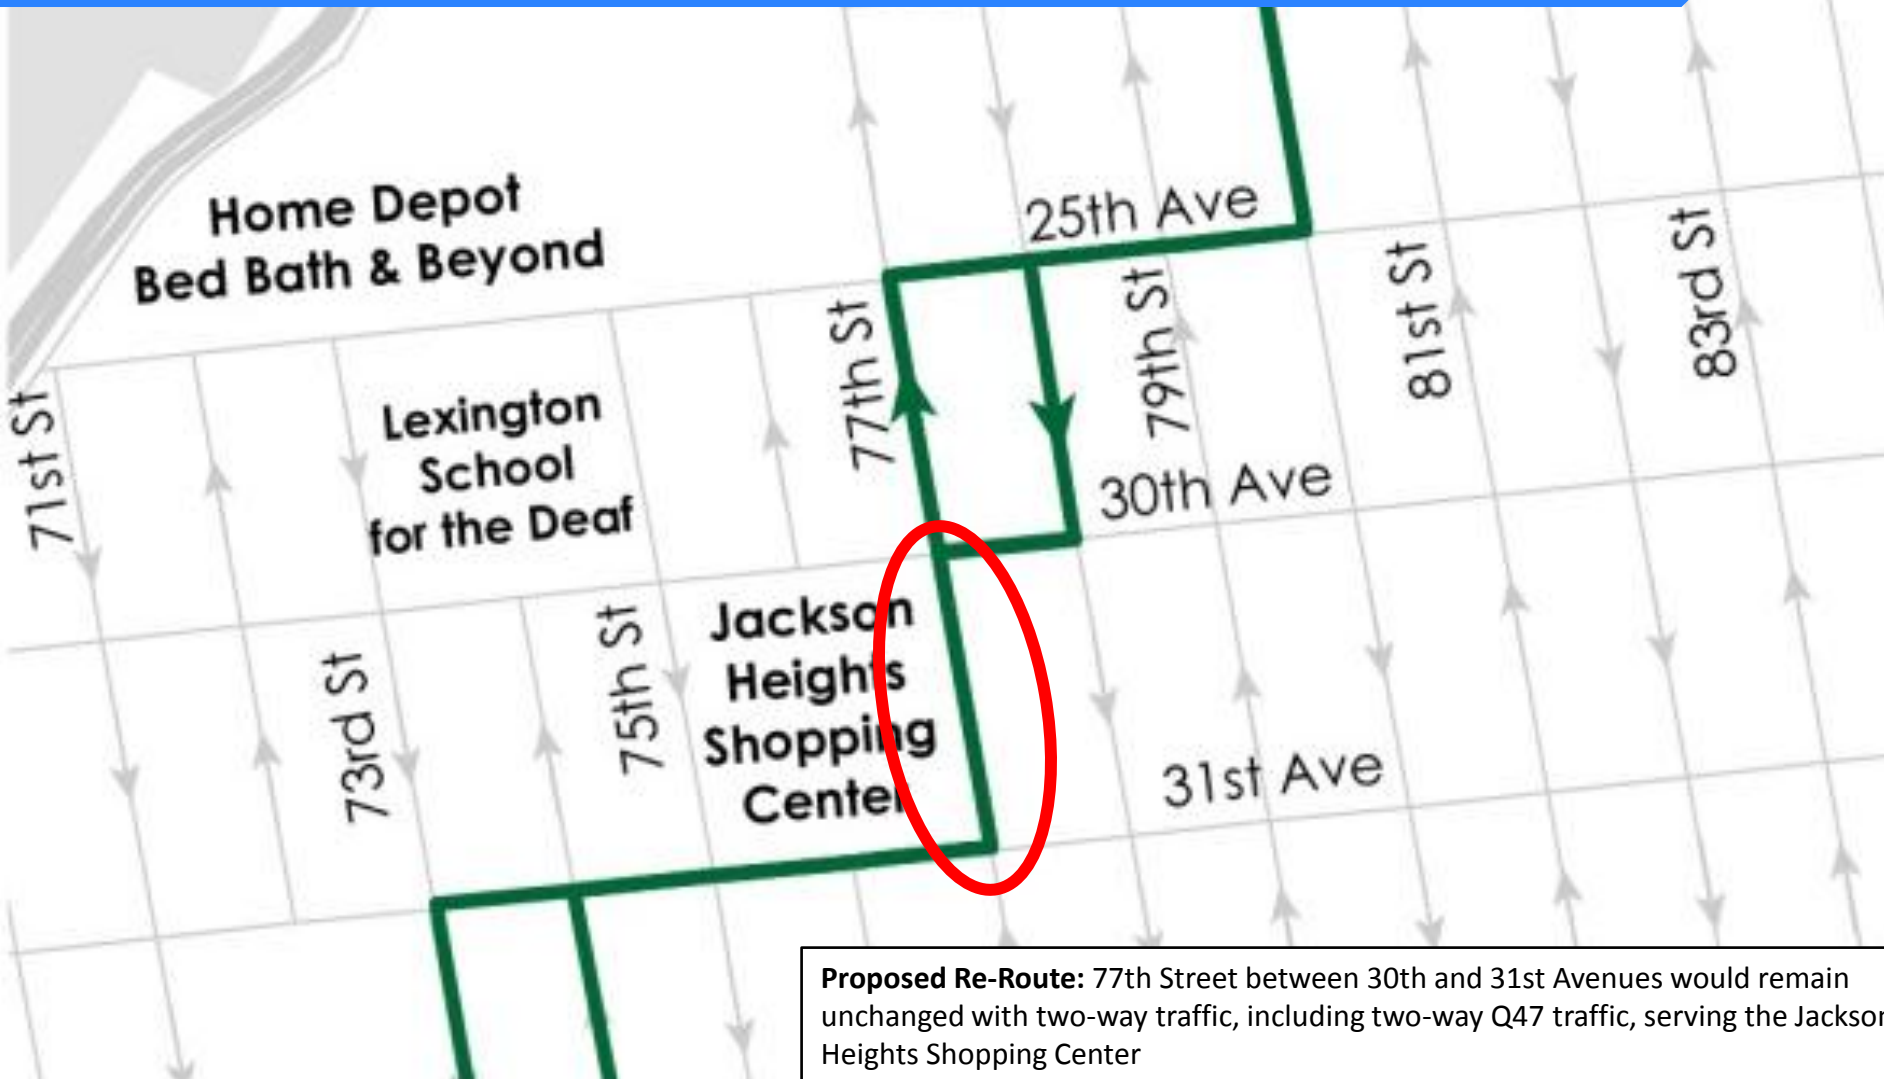 Home Depot
Bed Bath & Beyond
25th Ave
71st St
Lexington
School
for the Deaf
77th St
79th St
81st St
83rd St
30th Ave
73rd St
75th St
Jackson
Heights
Shopping
Center
31st Ave
Proposed Re-Route: 77th Street between 30th and 31st Avenues would remain
unchanged with two-way traffic, including two-way Q47 traffic, serving the Jackson
Heights Shopping Center